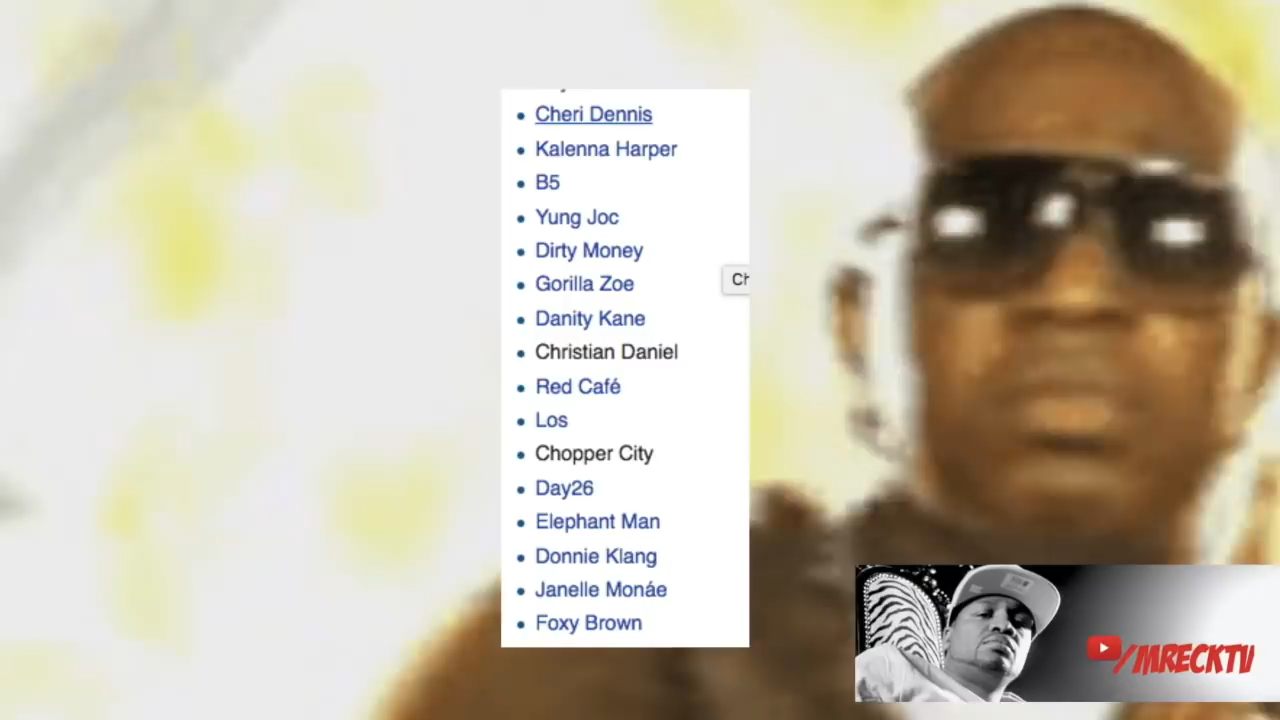 Cheri Dennis
Kalenna Harper
B5
Yung Joc
Dirty Money
Gorilla Zoe
Ch
Danity Kane
Christian Daniel
Red Café
Los
Chopper City
Day26
Elephant Man
Donnie Klang
Janelle Monáe
Foxy Brown
/MRECKTV